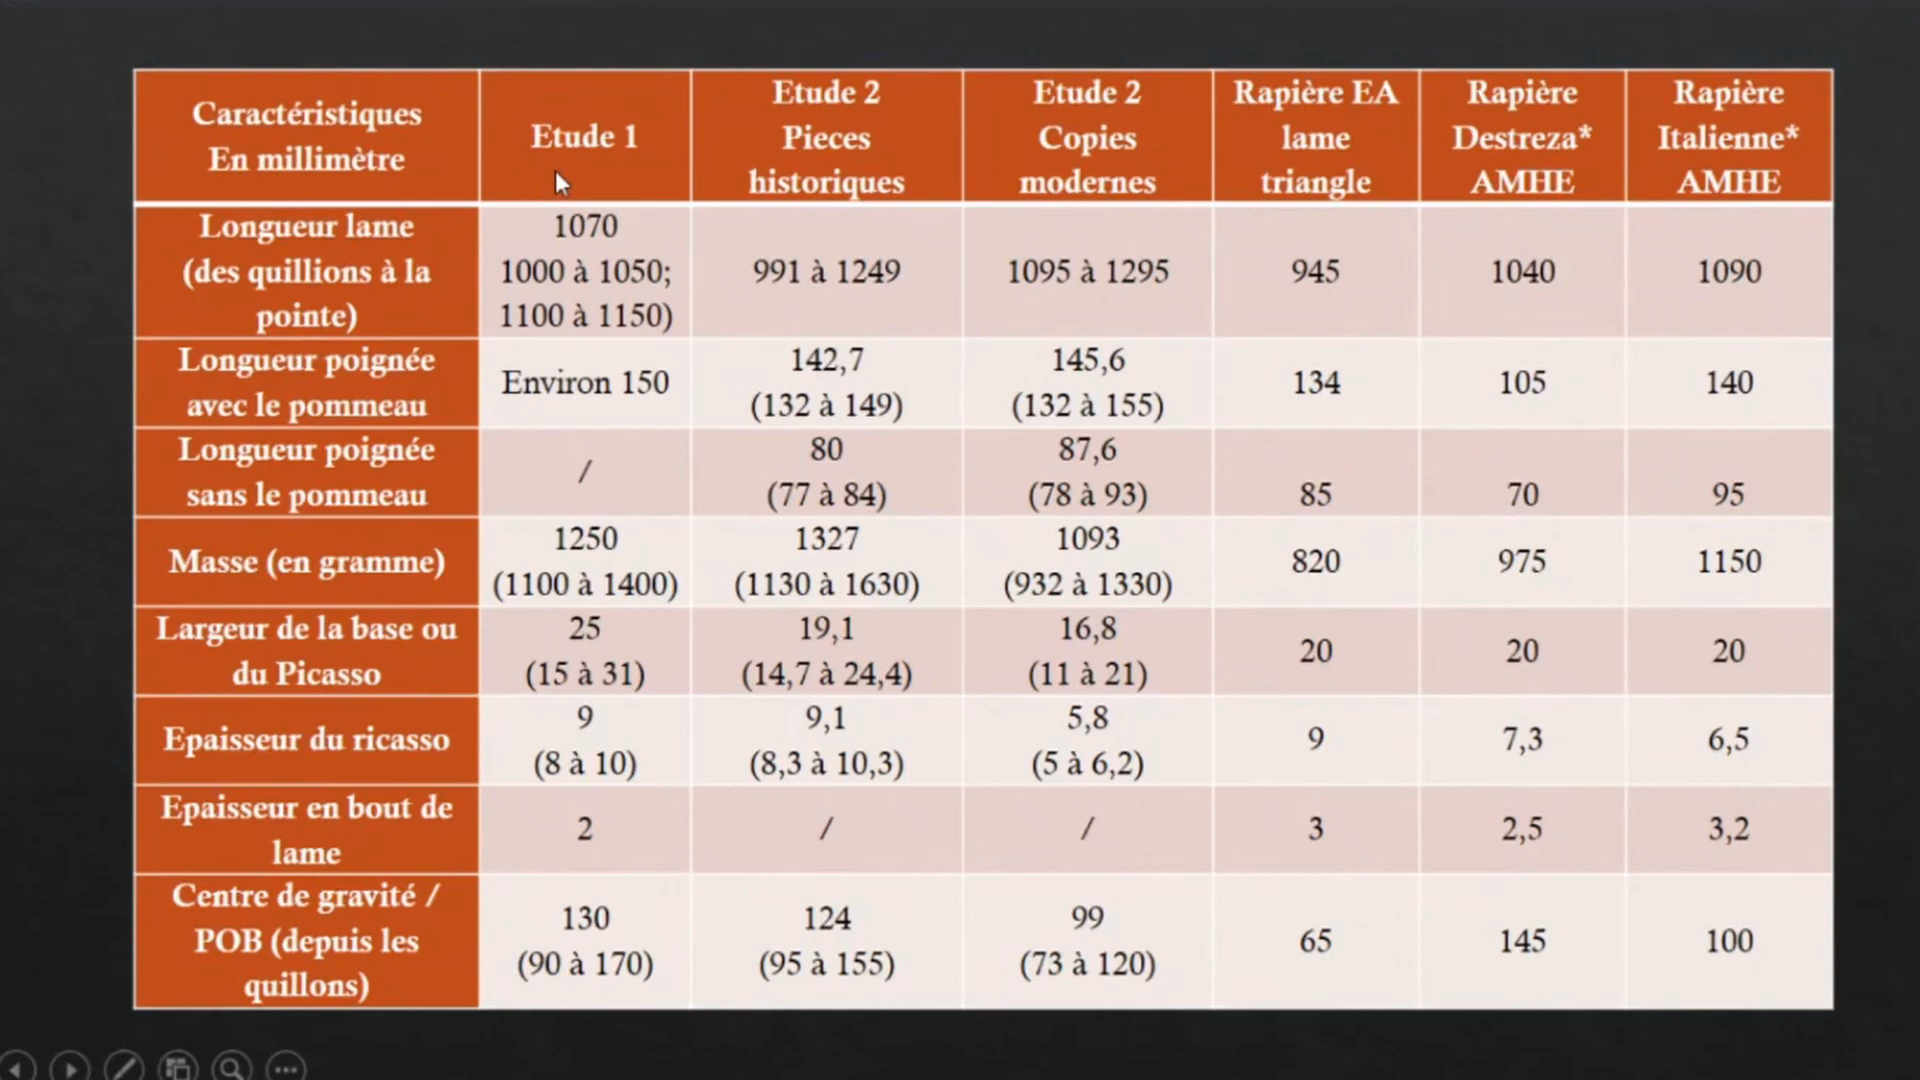 Caractéristiques
En millimètre
Etude 1
Etude 2
Pieces
historiques
Etude 2
Copies
modernes
Rapière EA
lame
triangle
Rapière
Destreza*
AMHE
Rapière
Italienne*
AMHE
Longueur lame
(des quillions à la
pointe)
1070
1000 à 1050;
1100 à 1150)
991 à 1249
1095 à 1295
945
1040
1090
Longueur poignée
avec le pommeau
Environ 150
142,7
(132 à 149)
145,6
(132 à 155)
134
105
140
Longueur poignée
sans le pommeau
/
80
(77 à 84)
87,6
(78 à 93)
85
70
95
Masse (en gramme)
1250
(1100 à 1400)
1327
(1130 à 1630)
1093
(932 à 1330)
820
975
1150
Largeur de la base ou
du Picasso
25
(15 à 31)
19,1
(14,7 à 24,4)
16,8
(11 à 21)
20
20
20
Epaisseur du ricasso
9
(8 à 10)
9,1
(8,3 à 10,3)
5,8
(5 à 6,2)
9
7,3
6,5
Epaisseur en bout de
lame
2
/
/
3
2,5
3,2
Centre de gravité /
POB (depuis les
quillons)
130
(90 à 170)
124
(95 à 155)
99
(73 à 120)
65
145
100